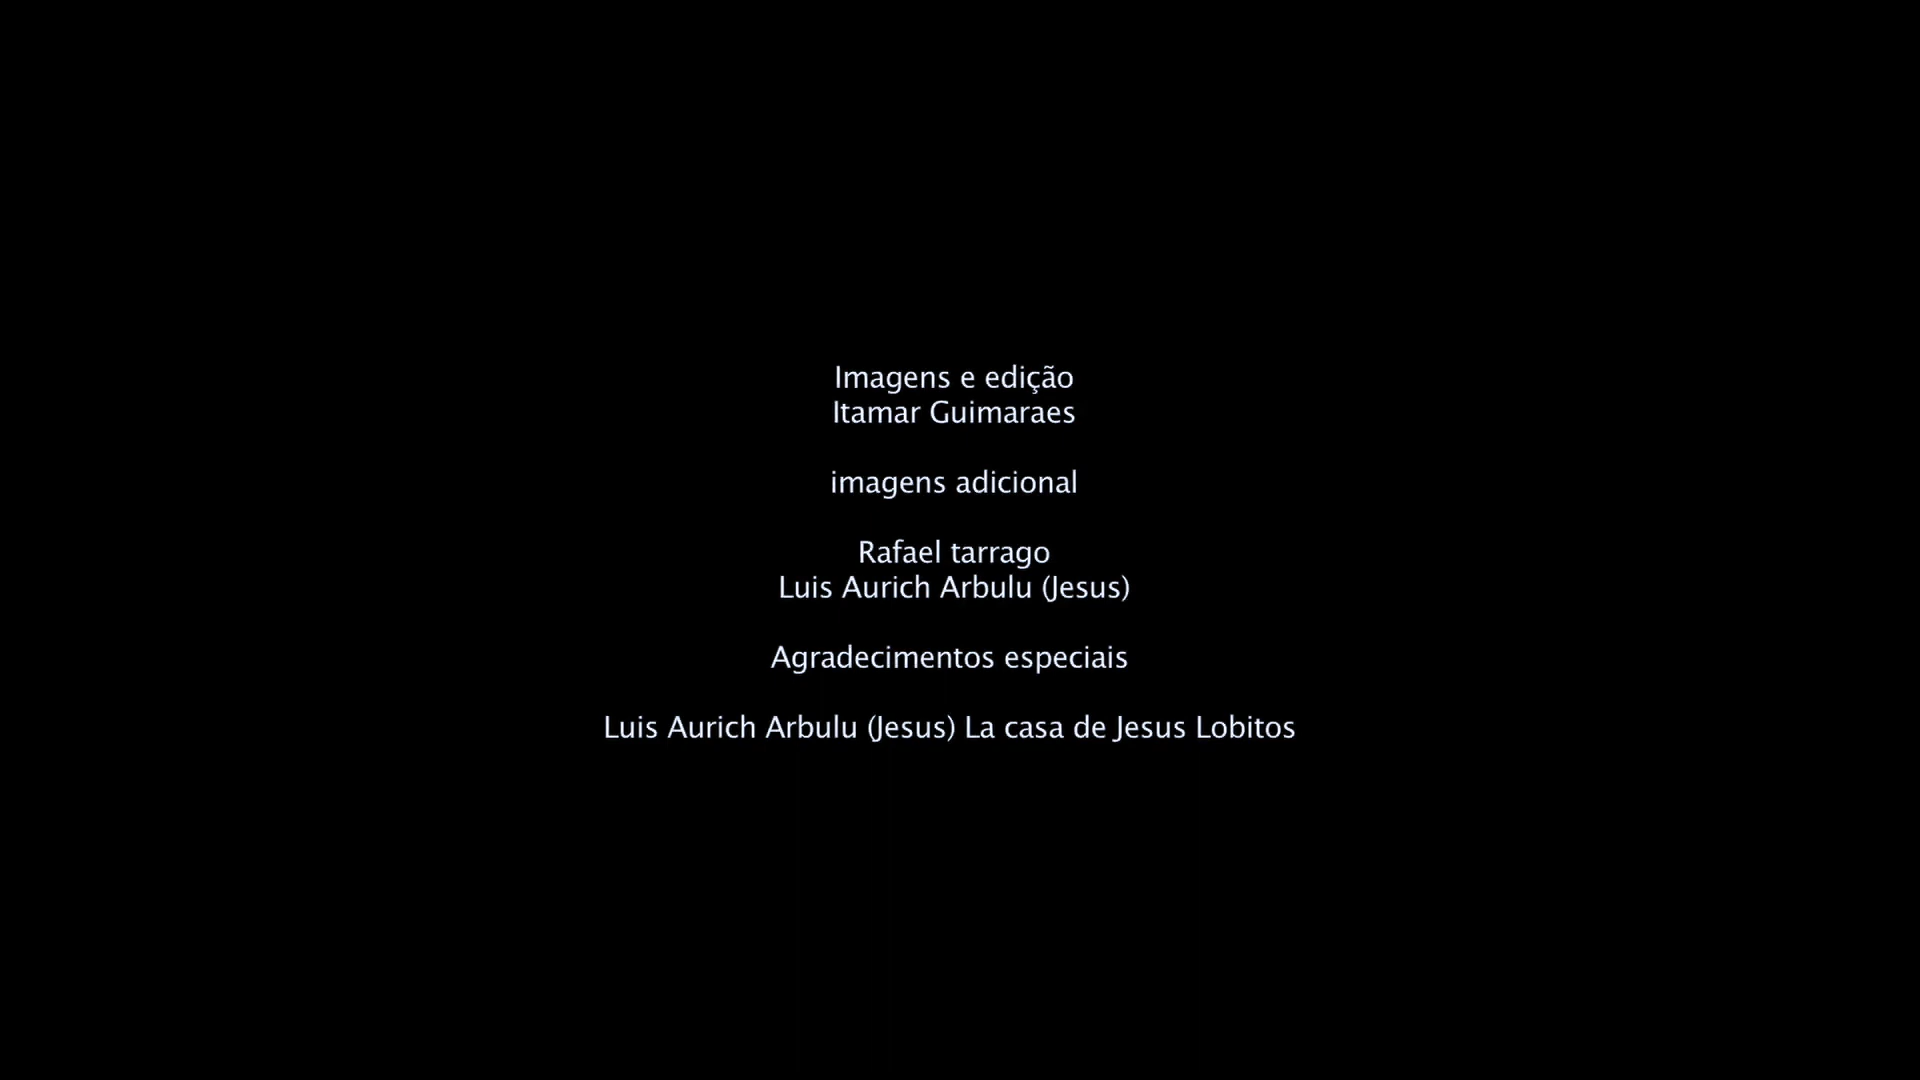 Imagens e edição
Itamar Guimaraes
imagens adicional
Rafael tarrago
Luis Aurich Arbulu (Jesus)
Agradecimentos especiais
Luis Aurich Arbulu (Jesus) La casa de Jesus Lobitos